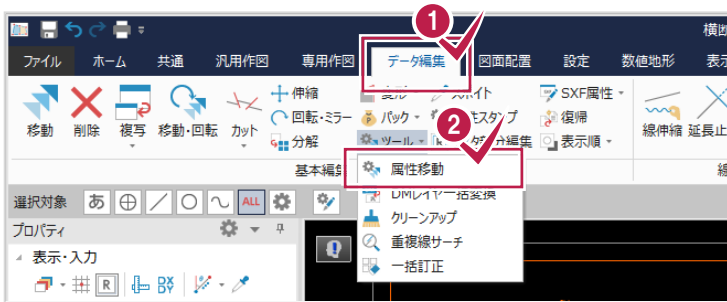 横断
1
ファイル ホーム 共通 汎用作図 専用作図 データ編集 図面配置 設定 数値地形 表示
移動 削除 複写 移動・回転 カット
伸縮
回転・ミラー パック
分解 ツール
SXF属性
復帰
表示順
線伸縮 延長止
2
基本編集
属性移動
DMレイヤ一括変換
クリーンアップ
重複線サーチ
一括訂正
選択対象 あ ALL
プロパティ
表示・入力
R